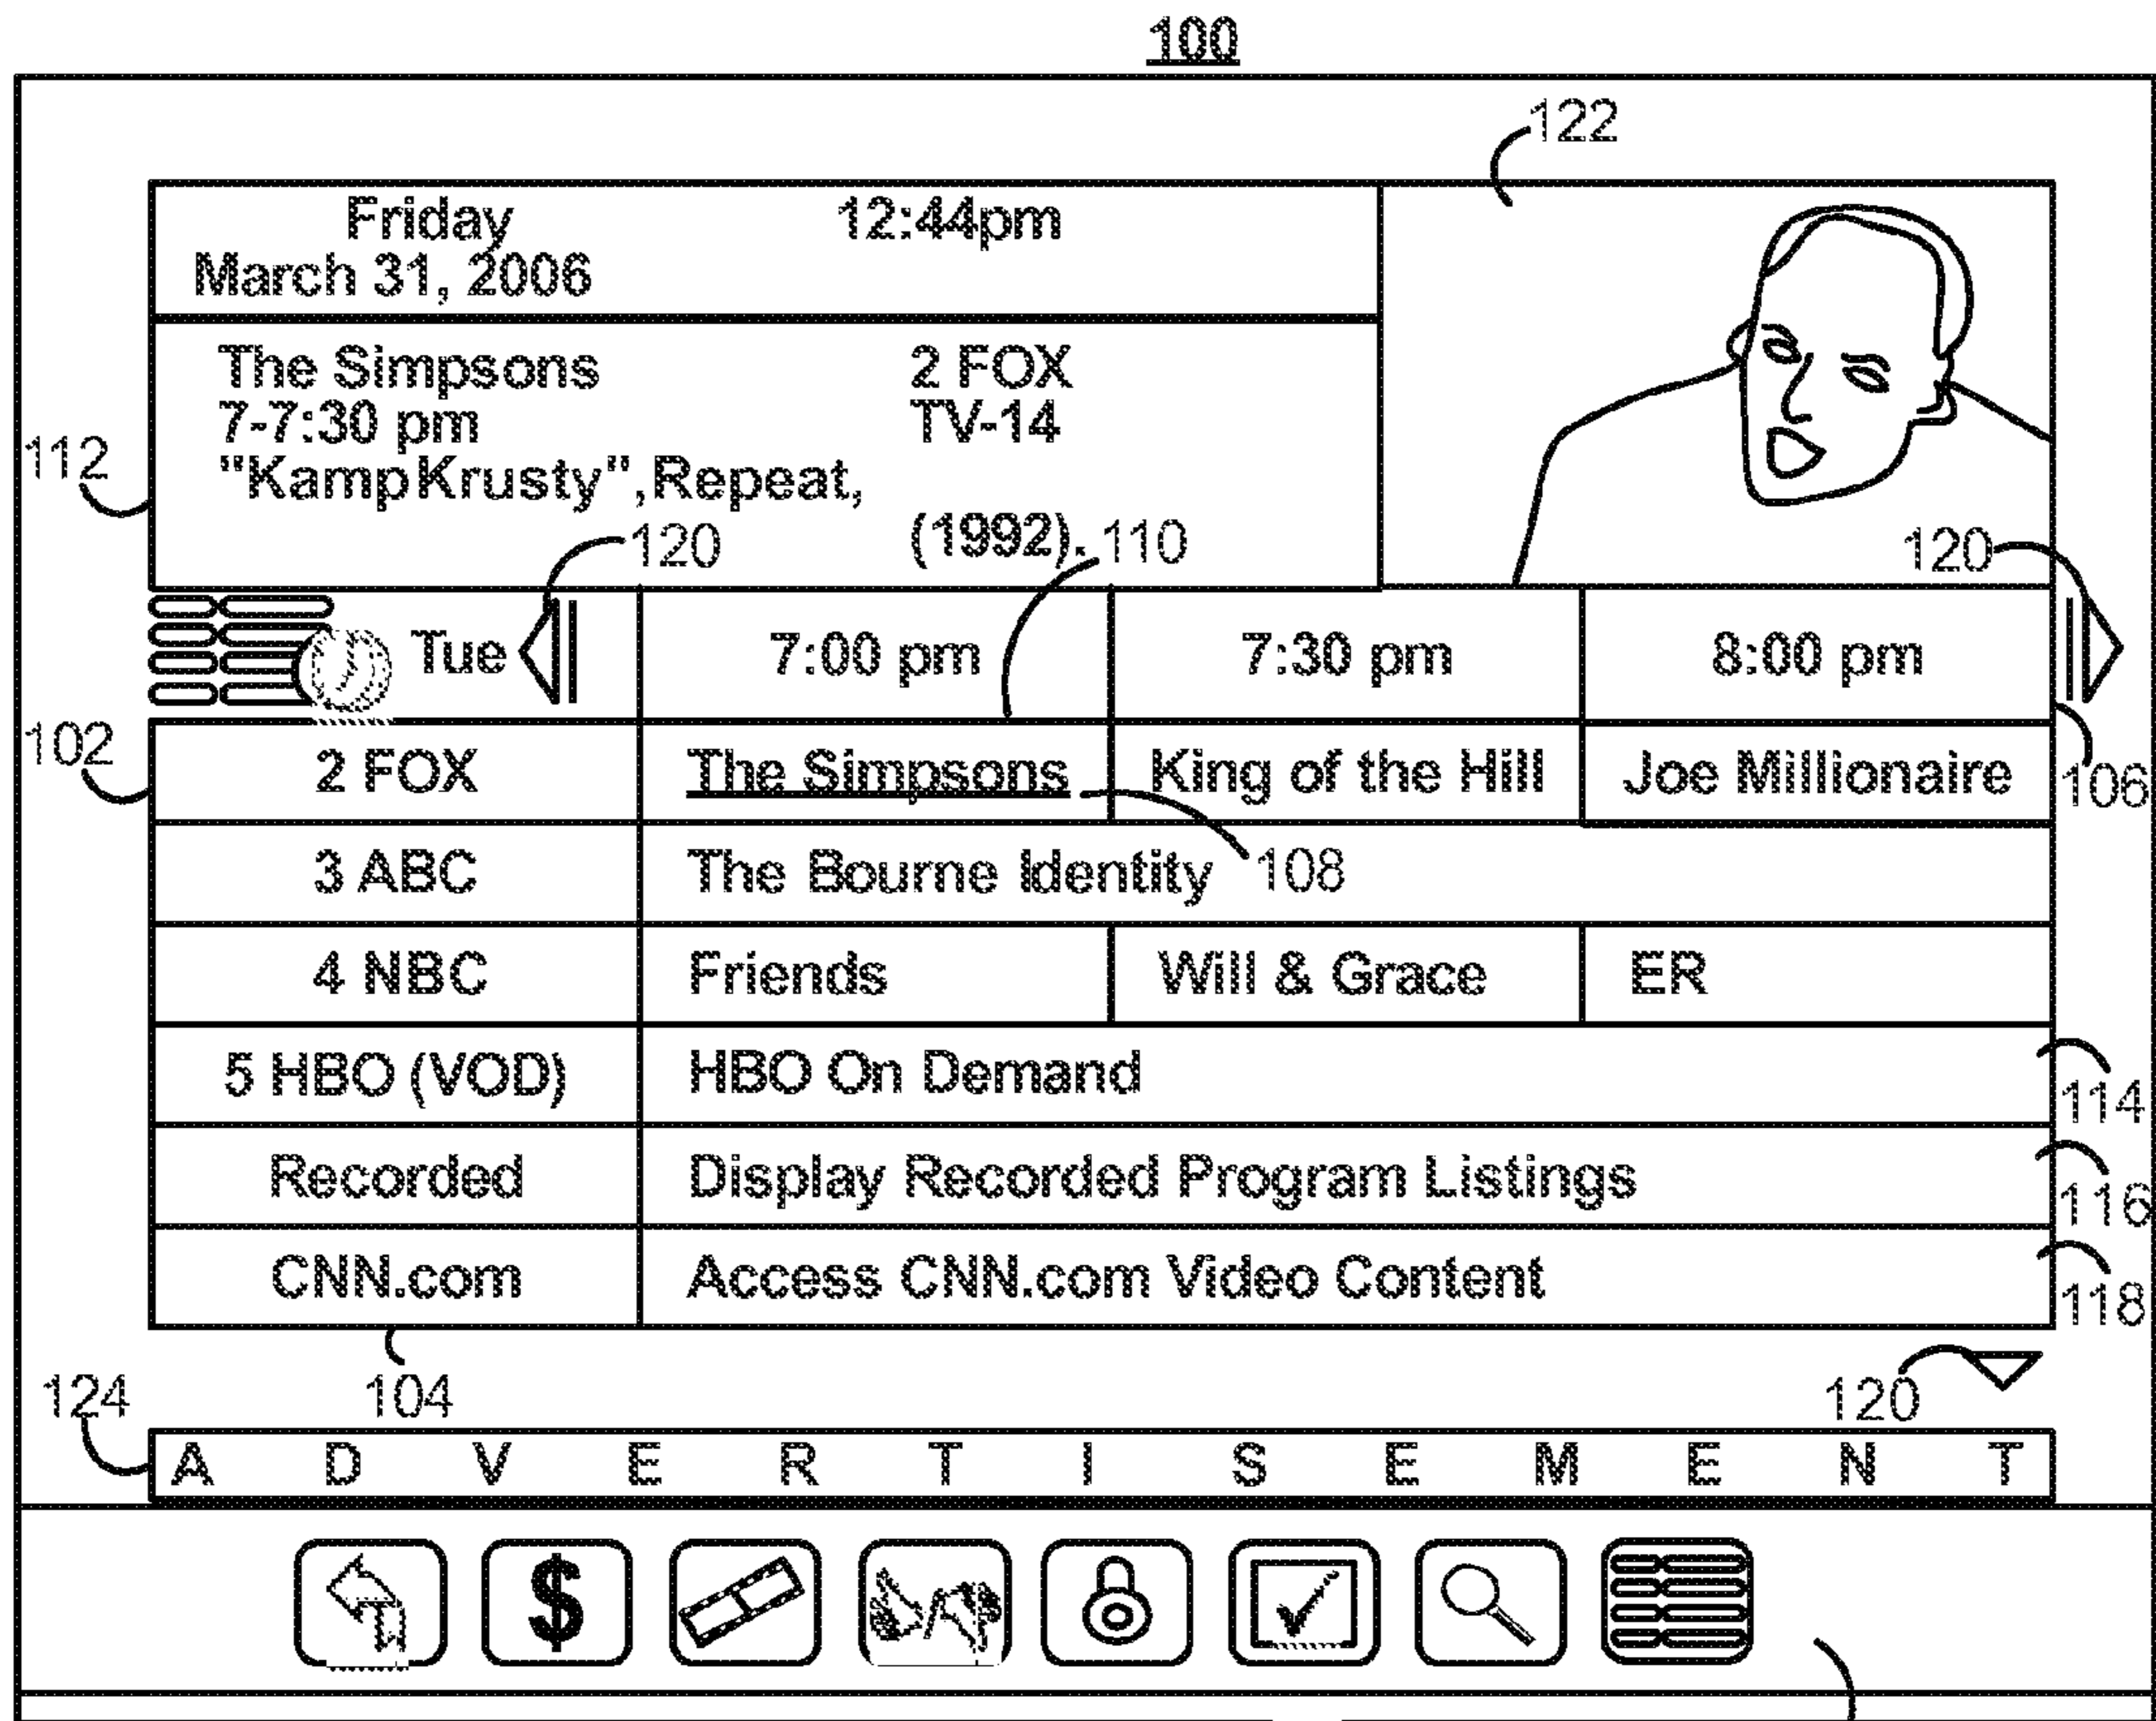 100
122
Friday 12:44pm
March 31, 2006
The Simpsons 2 FOX
7-7:30 pm TV-14
112
"KampKrusty",Repeat,
120 (1992). 110 120
Tue 7:00 pm 7:30 pm 8:00 pm
102
2 FOX The Simpsons King of the Hill Joe Millionaire 106
3 ABC The Bourne Identity 108
4 NBC Friends Will & Grace ER
5 HBO (VOD) HBO On Demand 114
Recorded Display Recorded Program Listings 116
CNN.com Access CNN.com Video Content 118
124 104 120
A D V E R T I S E M E N T
$